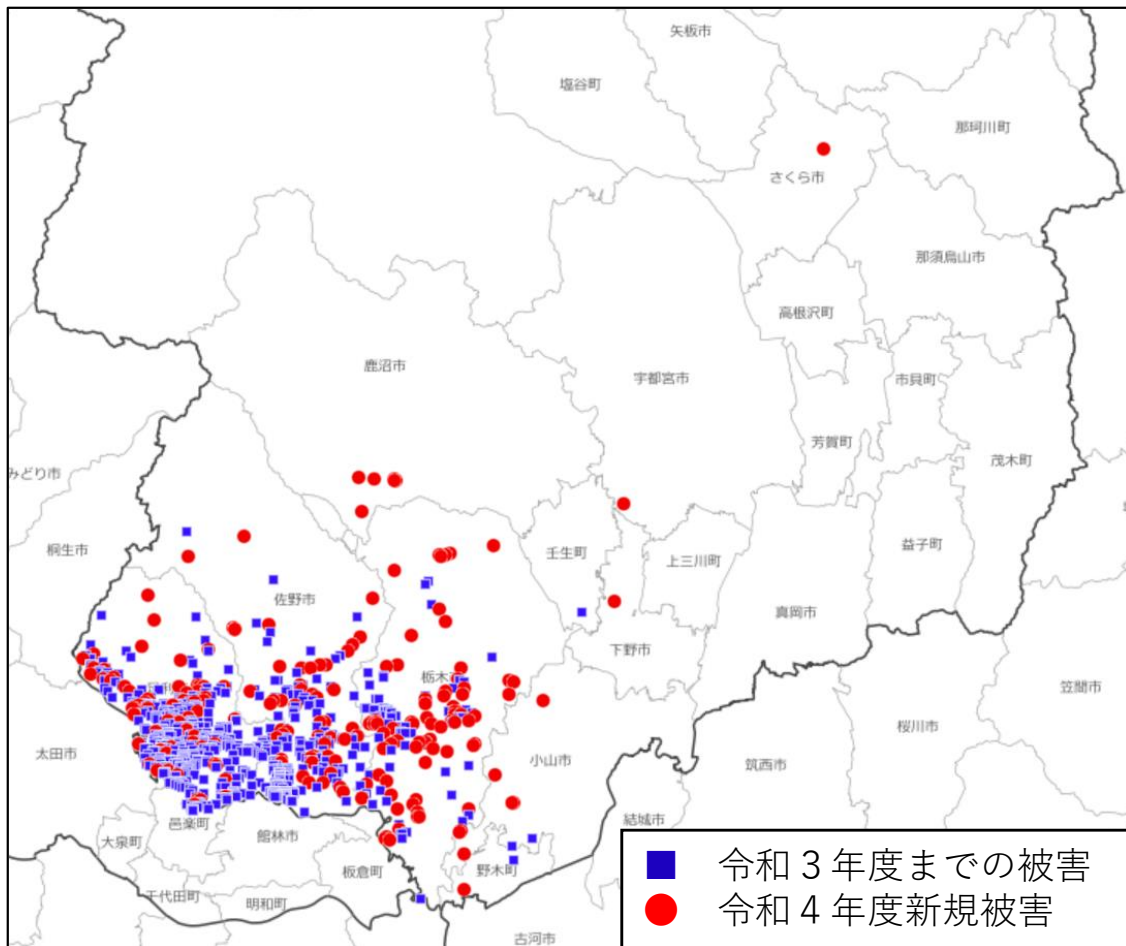 矢板市
塩谷町
那珂川町
さくら市
那須烏山市
高根沢町
鹿沼市
宇都宮市
市貝町
芳賀町
茂木町
みどり市
桐生市
壬生町
上三川町
益子町
佐野市
真岡市
下野市
栃木
笠間市
桜川市
太田市
小山市
筑西市
結城市
邑楽町
大泉町
館林市
板倉町
野木町
千代田町
明和町
古河市
令和3年度までの被害
令和4年度新規被害